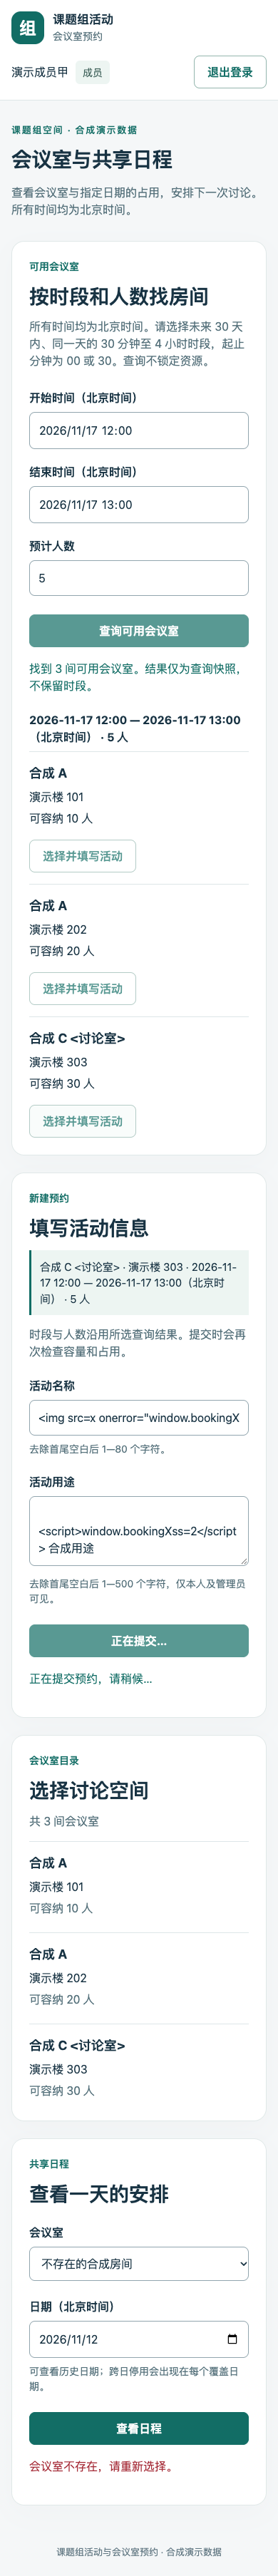 组
课题组活动
会议室预约
演示成员甲
成员
退出登录
课题组空间 · 合成演示数据
会议室与共享日程
查看会议室与指定日期的占用，安排下一次讨论。
所有时间均为北京时间。
可用会议室
按时段和人数找房间
所有时间均为北京时间。请选择未来 30 天
内、同一天的 30 分钟至 4 小时时段，起止
分钟为 00 或 30。查询不锁定资源。
开始时间（北京时间）
2026/11/17 12:00
结束时间（北京时间）
2026/11/17 13:00
预计人数
5
查询可用会议室
找到 3 间可用会议室。结果仅为查询快照，
不保留时段。
2026-11-17 12:00 — 2026-11-17 13:00
（北京时间） · 5 人
合成 A
演示楼 101
可容纳 10 人
选择并填写活动
合成 A
演示楼 202
可容纳 20 人
选择并填写活动
合成 C <讨论室>
演示楼 303
可容纳 30 人
选择并填写活动
新建预约
填写活动信息
合成 C <讨论室> · 演示楼 303 · 2026-11-
17 12:00 — 2026-11-17 13:00（北京时
间） · 5 人
时段与人数沿用所选查询结果。提交时会再
次检查容量和占用。
活动名称
<img src=x onerror="window.bookingX
去除首尾空白后 1—80 个字符。
活动用途
<script>window.bookingXss=2</script
> 合成用途
去除首尾空白后 1—500 个字符，仅本人及管理员
可见。
正在提交…
正在提交预约，请稍候…
会议室目录
选择讨论空间
共 3 间会议室
合成 A
演示楼 101
可容纳 10 人
合成 A
演示楼 202
可容纳 20 人
合成 C <讨论室>
演示楼 303
可容纳 30 人
共享日程
查看一天的安排
会议室
不存在的合成房间
日期（北京时间）
2026/11/12
可查看历史日期；跨日停用会出现在每个覆盖日
期。
查看日程
会议室不存在，请重新选择。
课题组活动与会议室预约 · 合成演示数据